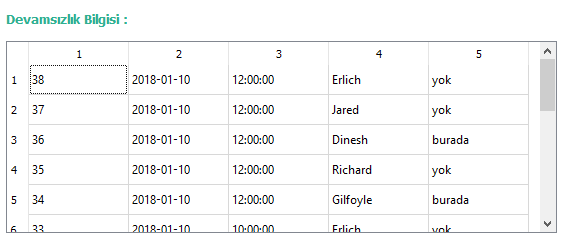 Devamsızlık Bilgisi :
1 2 3 4 5
1 38 2018-01-10 12:00:00 Erlich yok
2 37 2018-01-10 12:00:00 Jared yok
3 36 2018-01-10 12:00:00 Dinesh burada
4 35 2018-01-10 12:00:00 Richard yok
5 34 2018-01-10 12:00:00 Gilfoyle burada
6 33 2018-01-10 10:00:00 Erlich yok